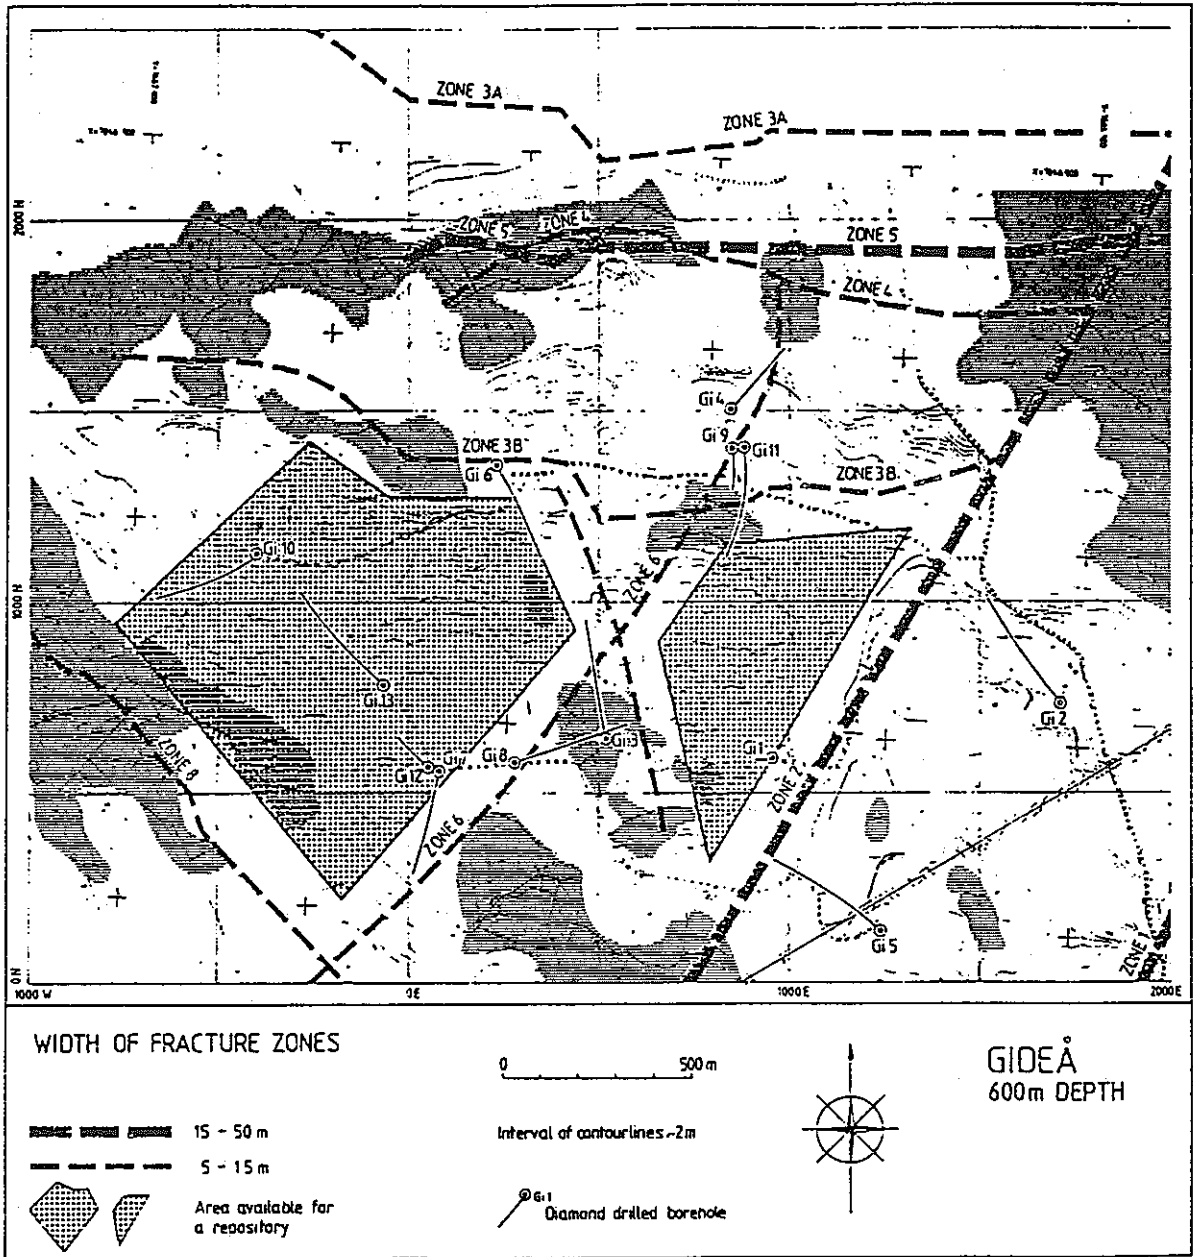 ZONE 3A
ZONE 3A
2000 N
ZONE 5
ZONE 4
ZONE 5
ZONE 4
Gi 4
Gi 9
Gi 11
ZONE 3B
Gi 6
ZONE 3B
Gi 10
1000 N
ZONE 6
Gi 13
Gi 2
Gi 3
Gi 1
Gi 8
Gi 12
ZONE 8
ZONE 2
ZONE 6
Gi 5
ZONE
0 N
1000 W
0 E
1000 E
2000 E
WIDTH OF FRACTURE ZONES
0 500 m
GIDEÅ
600m DEPTH
15 - 50 m
5 - 15 m
Interval of contourlines ~2m
Area available for
a repository
Gi 1
Diamond drilled borehole